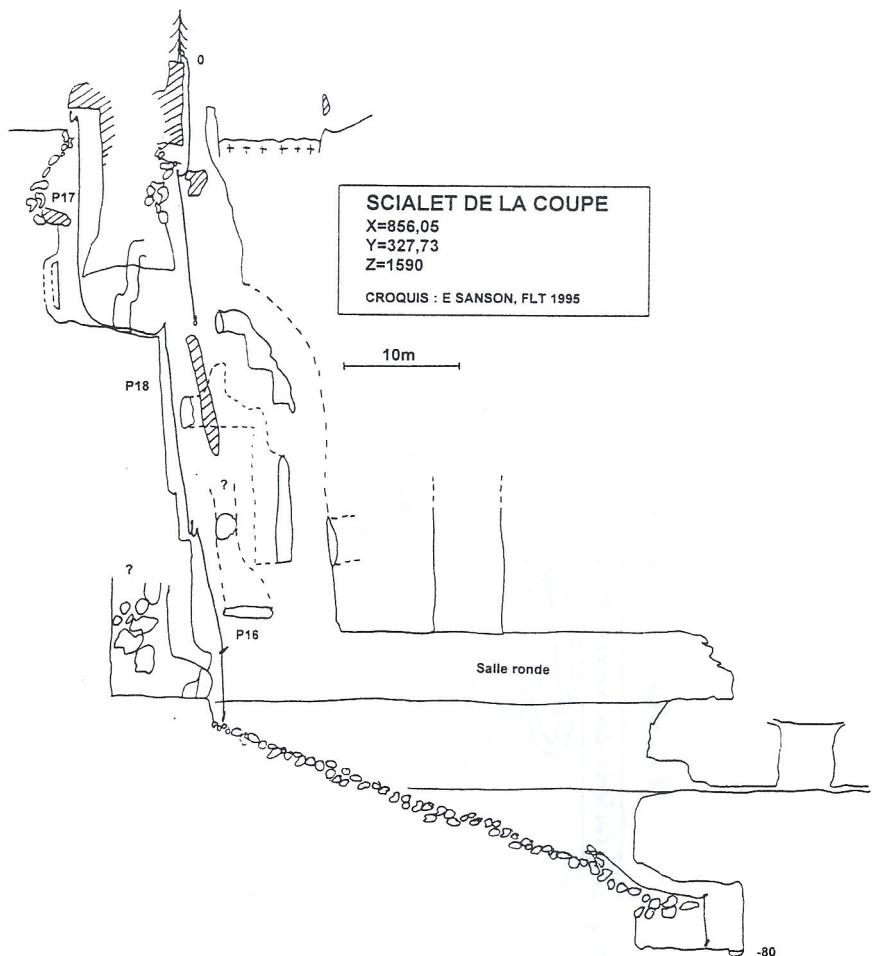 0
P17
SCIALET DE LA COUPE
X=856,05
Y=327,73
Z=1590
CROQUIS : E SANSON, FLT 1995
10m
P18
?
?
P16
Salle ronde
-80